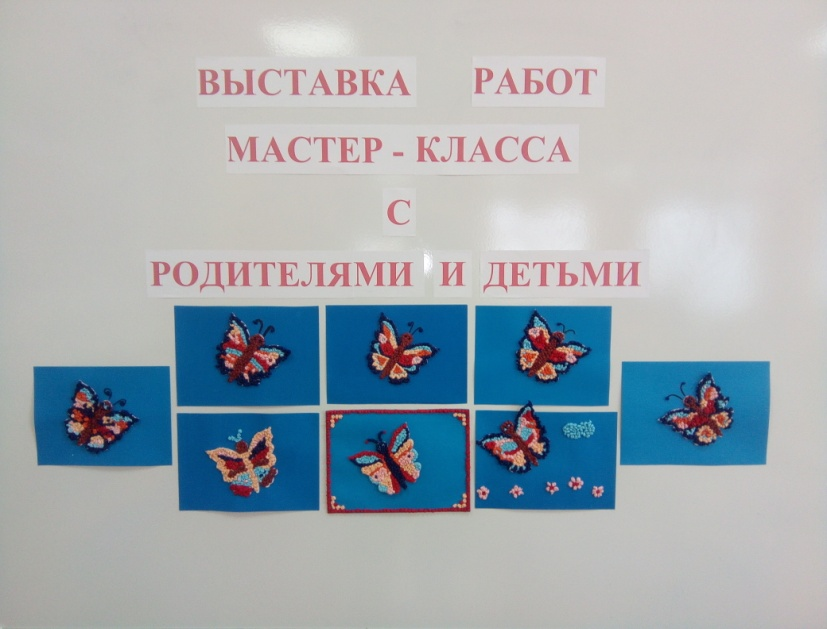 ВЫСТАВКА РАБОТ
МАСТЕР - КЛАССА
С
РОДИТЕЛЯМИ И ДЕТЬМИ